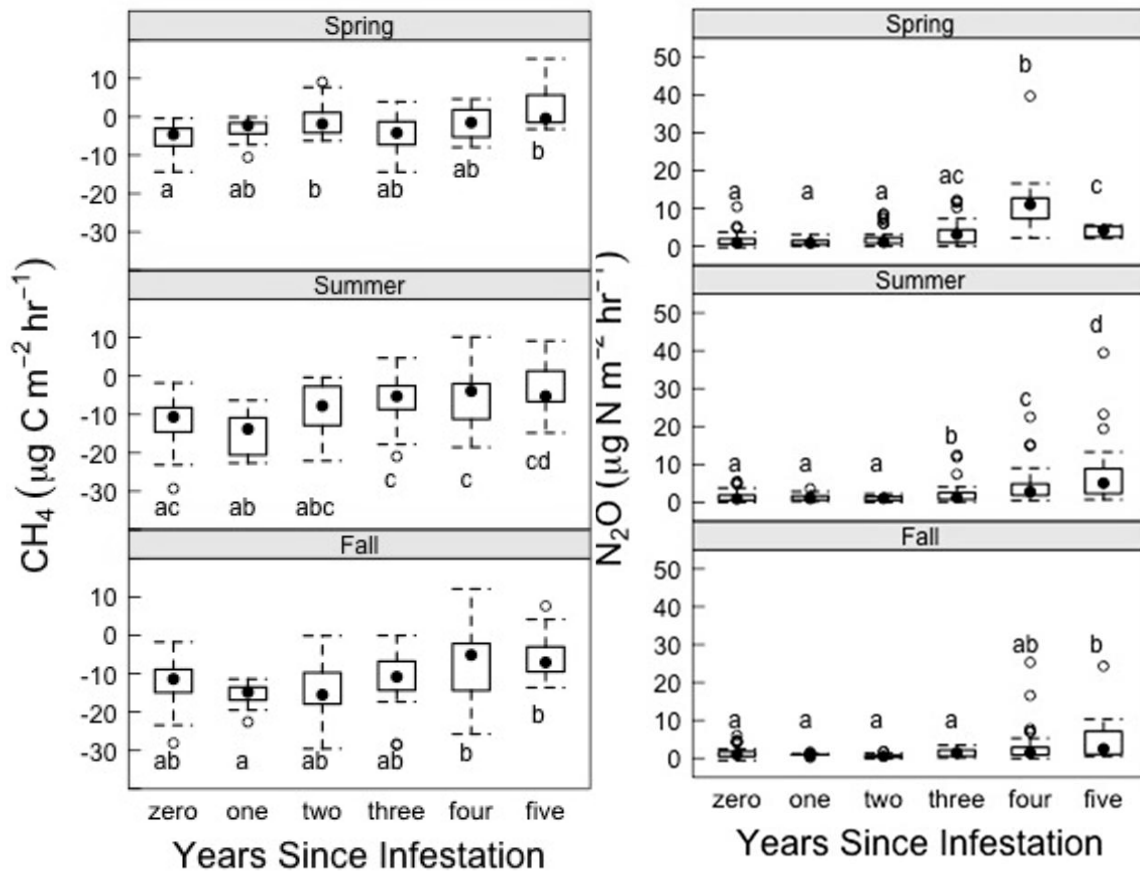 Spring
10
0
-10
-20
-30
a ab b ab ab b
Summer
10
0
-10
-20
-30
ac ab abc c c cd
Fall
10
0
-10
-20
-30
ab a ab ab b b
zero one two three four five
Years Since Infestation
CH₄ (μg C m⁻² hr⁻¹)
Spring
50
40
30
20
10
0
a a a ac b c
Summer
50
40
30
20
10
0
a a a b c d
Fall
50
40
30
20
10
0
a a a a ab b
zero one two three four five
Years Since Infestation
N₂O (μg N m⁻² hr⁻¹)